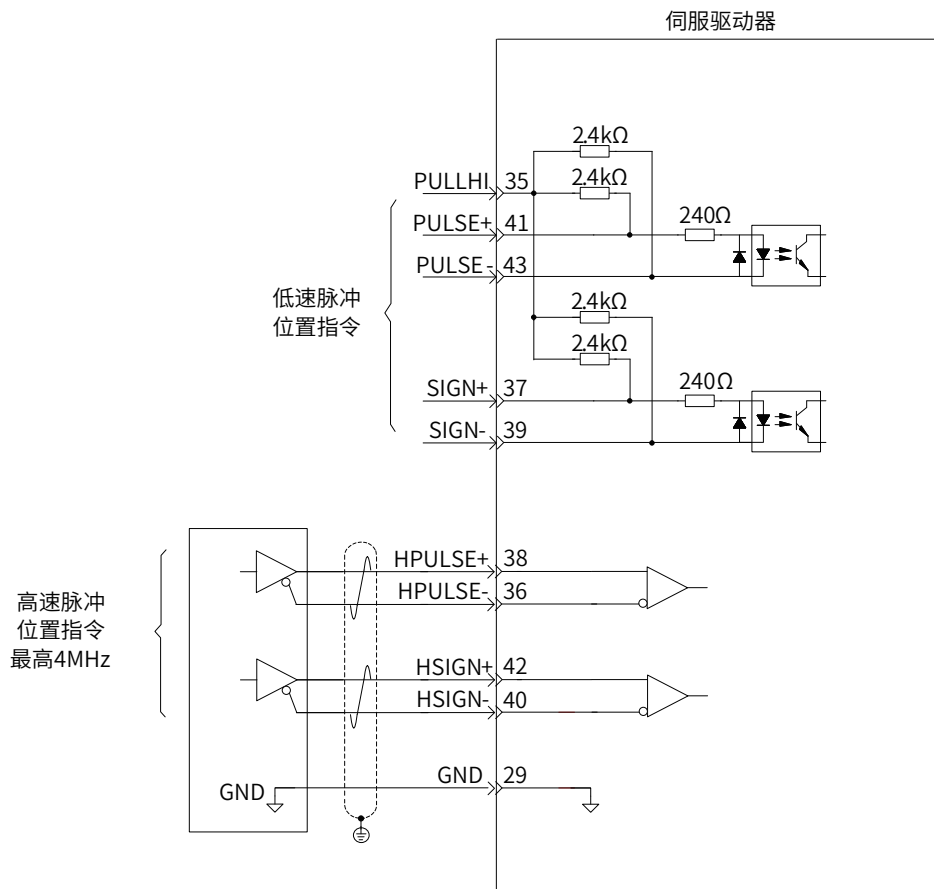 伺服驱动器
2.4kΩ
PULLHI 35
2.4kΩ
PULSE+ 41
240Ω
PULSE- 43
低速脉冲
位置指令
2.4kΩ
2.4kΩ
SIGN+ 37
240Ω
SIGN- 39
高速脉冲
位置指令
最高4MHz
HPULSE+ 38
HPULSE- 36
HSIGN+ 42
HSIGN- 40
GND 29
GND